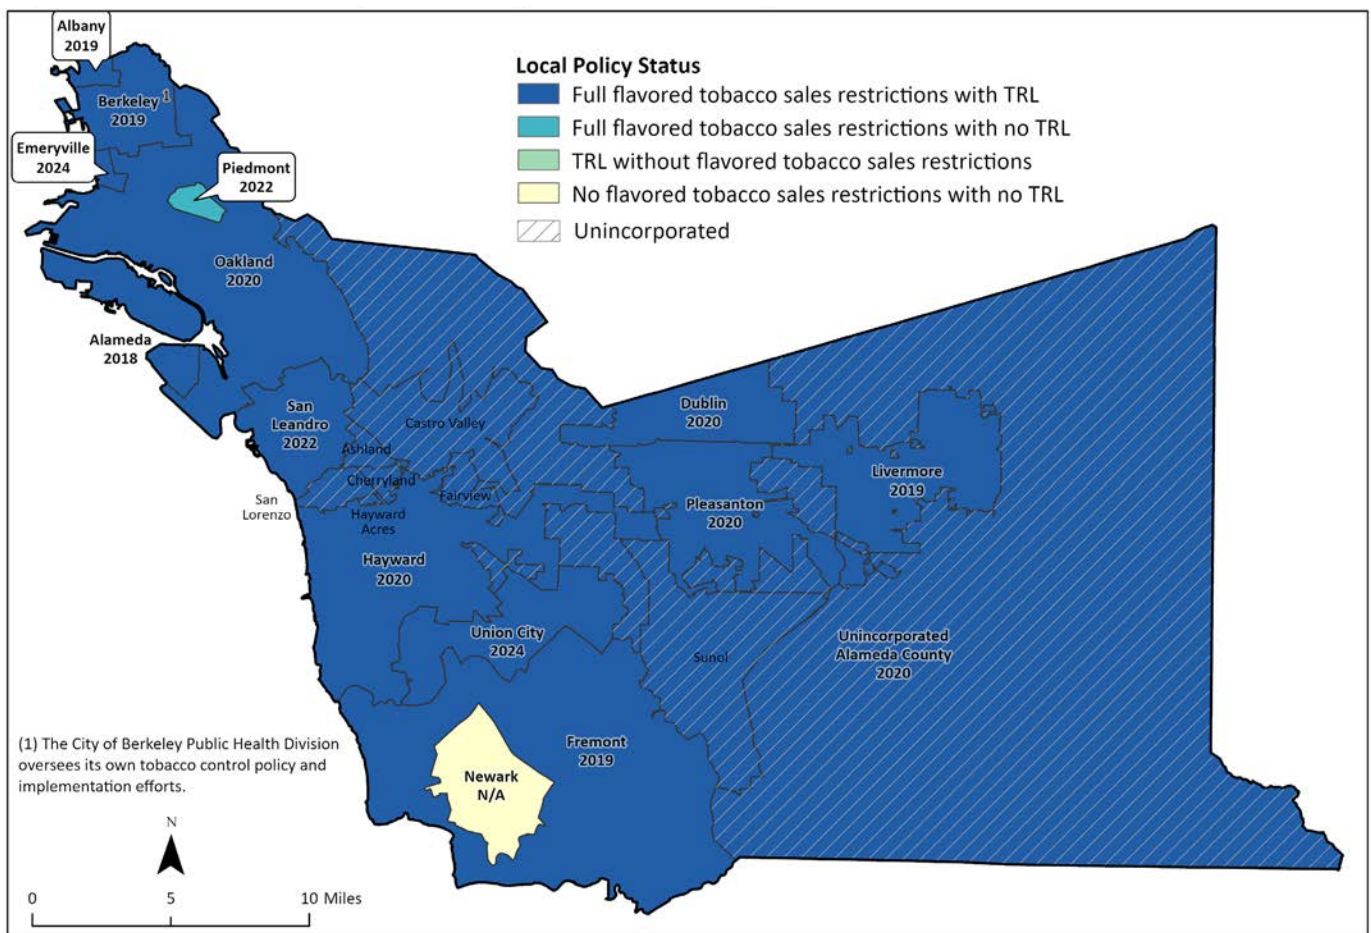 Albany
2019
Berkeley 1
2019
Emeryville
2024
Piedmont
2022
Local Policy Status
Full flavored tobacco sales restrictions with TRL
Full flavored tobacco sales restrictions with no TRL
TRL without flavored tobacco sales restrictions
No flavored tobacco sales restrictions with no TRL
Unincorporated
Oakland
2020
Alameda
2018
San
Leandro
2022
Castro Valley
Ashland
Cherryland
Fairview
San
Lorenzo
Hayward
Acres
Hayward
2020
Dublin
2020
Livermore
2019
Pleasanton
2020
Union City
2024
Sunol
Unincorporated
Alameda County
2020
Fremont
2019
Newark
N/A
(1) The City of Berkeley Public Health Division
oversees its own tobacco control policy and
implementation efforts.
N
0 5 10 Miles